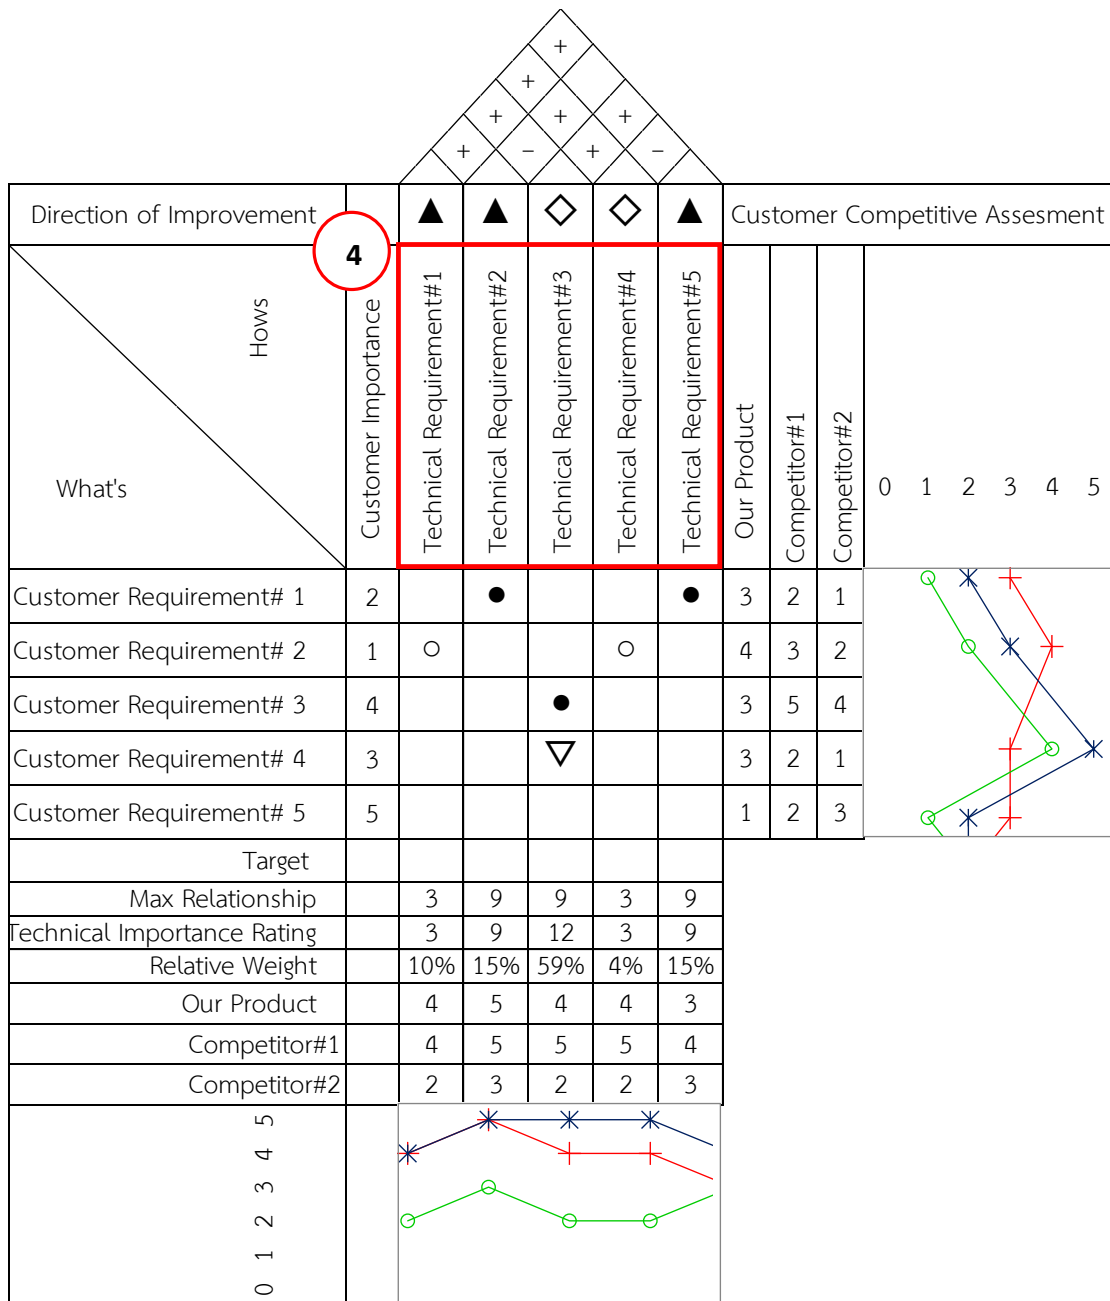 +
+
+ + +
+ − + −
Direction of Improvement ▲ ▲ ◇ ◇ ▲ Customer Competitive Assesment
4
Hows
What's
Customer Importance
Technical Requirement#1
Technical Requirement#2
Technical Requirement#3
Technical Requirement#4
Technical Requirement#5
Our Product
Competitor#1
Competitor#2
0 1 2 3 4 5
Customer Requirement# 1 2 ● ● 3 2 1
Customer Requirement# 2 1 ○ ○ 4 3 2
Customer Requirement# 3 4 ● 3 5 4
Customer Requirement# 4 3 ▽ 3 2 1
Customer Requirement# 5 5 1 2 3
Target
Max Relationship 3 9 9 3 9
Technical Importance Rating 3 9 12 3 9
Relative Weight 10% 15% 59% 4% 15%
Our Product 4 5 4 4 3
Competitor#1 4 5 5 5 4
Competitor#2 2 3 2 2 3
0 1 2 3 4 5